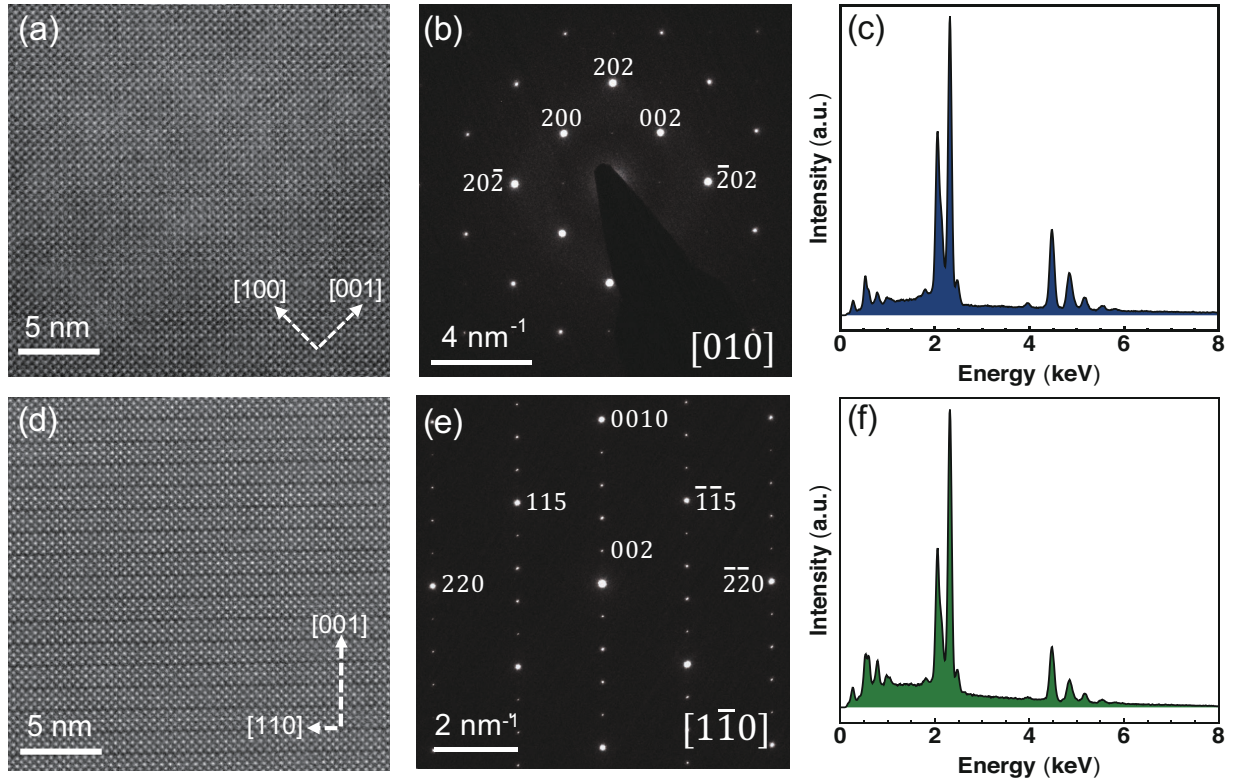 (a)
[100]
[001]
5 nm
(b)
202
200
002
202̅
2̅02
4 nm⁻¹
[010]
(c)
Intensity (a.u.)
0
2
4
6
8
Energy (keV)
(d)
[001]
[110]
5 nm
(e)
0010
115
1̅1̅5
002
220
2̅2̅0
2 nm⁻¹
[11̅0]
(f)
Intensity (a.u.)
0
2
4
6
8
Energy (keV)